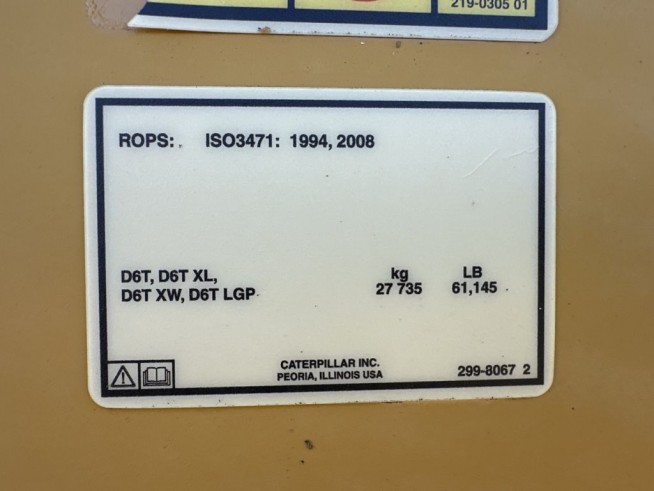 219-0305 01
ROPS: ISO3471: 1994, 2008
D6T, D6T XL, kg LB
D6T XW, D6T LGP 27 735 61,145
CATERPILLAR INC.
PEORIA, ILLINOIS USA
299-8067 2